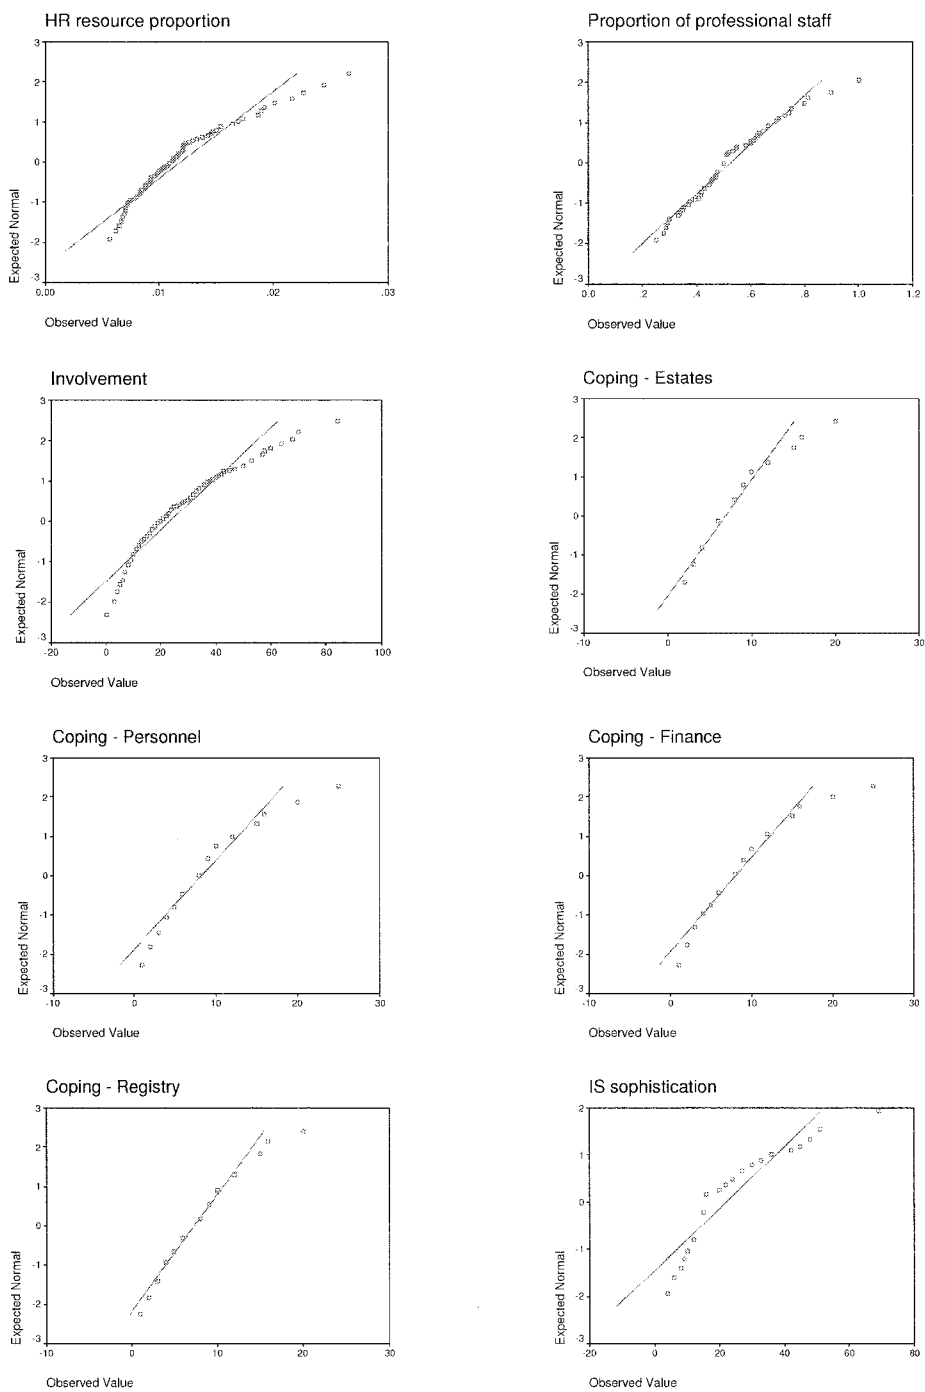 HR resource proportion
3
2
1
0
-1
-2
-3
Expected Normal
0.00 .01 .02 .03
Observed Value
Proportion of professional staff
3
2
1
0
-1
-2
-3
Expected Normal
0.0 .2 .4 .6 .8 1.0 1.2
Observed Value
Involvement
3
2
1
0
-1
-2
-3
Expected Normal
-20 0 20 40 60 80 100
Observed Value
Coping - Estates
3
2
1
0
-1
-2
-3
Expected Normal
-10 0 10 20 30
Observed Value
Coping - Personnel
3
2
1
0
-1
-2
-3
Expected Normal
-10 0 10 20 30
Observed Value
Coping - Finance
3
2
1
0
-1
-2
-3
Expected Normal
-10 0 10 20 30
Observed Value
Coping - Registry
3
2
1
0
-1
-2
-3
Expected Normal
-10 0 10 20 30
Observed Value
IS sophistication
2
1
0
-1
-2
-3
Expected Normal
-20 0 20 40 60 80
Observed Value